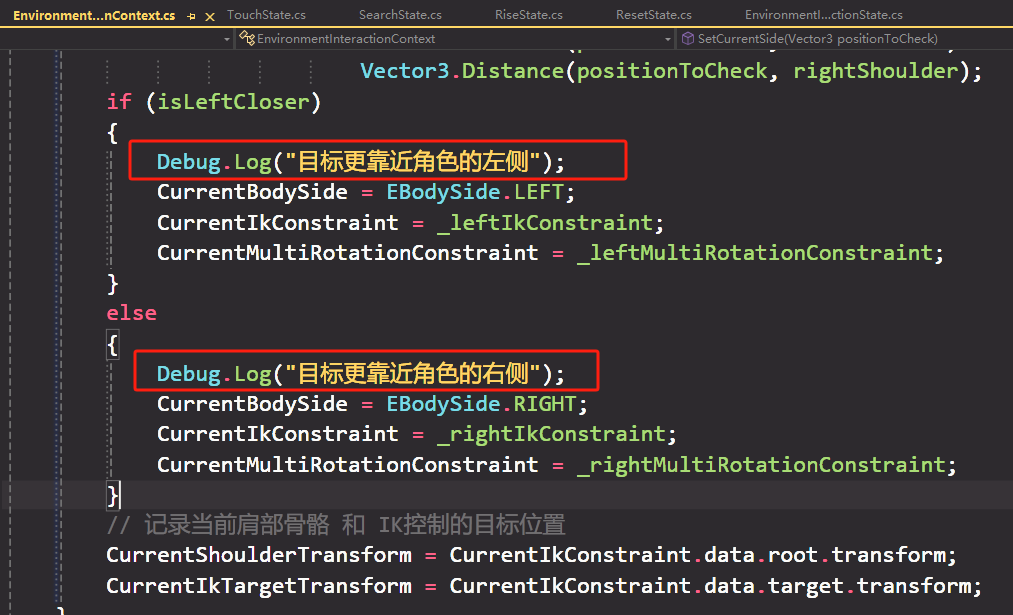 Environment...nContext.cs
TouchState.cs
SearchState.cs
RiseState.cs
ResetState.cs
EnvironmentI...ctionState.cs
EnvironmentInteractionContext
SetCurrentSide(Vector3 positionToCheck)
Vector3.Distance(positionToCheck, rightShoulder);
if (isLeftCloser)
{
Debug.Log("目标更靠近角色的左侧");
CurrentBodySide = EBodySide.LEFT;
CurrentIkConstraint = _leftIkConstraint;
CurrentMultiRotationConstraint = _leftMultiRotationConstraint;
}
else
{
Debug.Log("目标更靠近角色的右侧");
CurrentBodySide = EBodySide.RIGHT;
CurrentIkConstraint = _rightIkConstraint;
CurrentMultiRotationConstraint = _rightMultiRotationConstraint;
}
// 记录当前肩部骨骼 和 IK控制的目标位置
CurrentShoulderTransform = CurrentIkConstraint.data.root.transform;
CurrentIkTargetTransform = CurrentIkConstraint.data.target.transform;